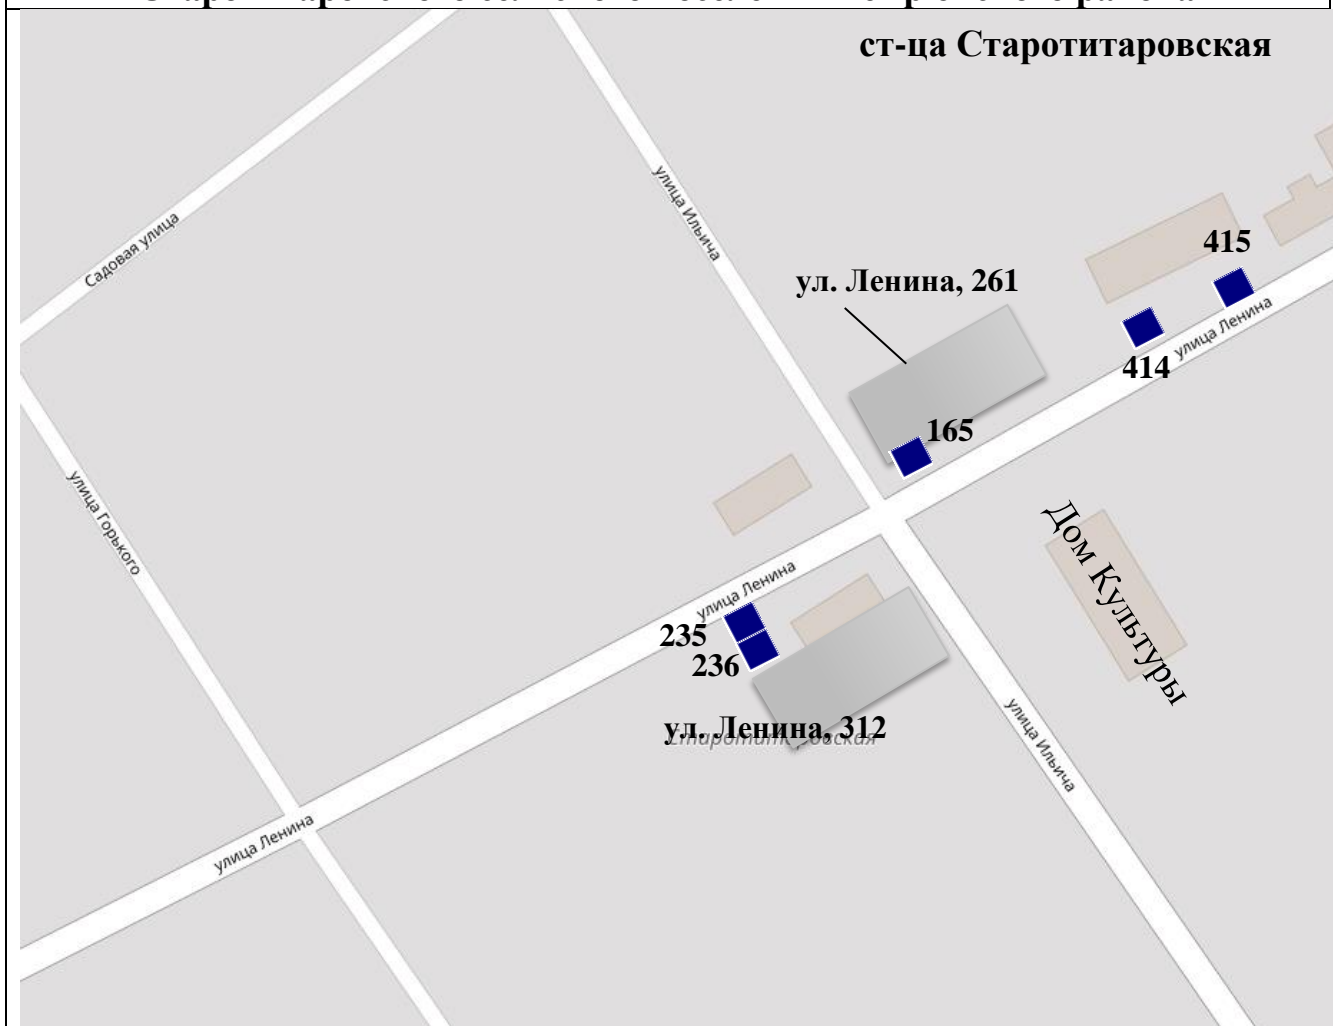 ст-ца Старотитаровская
улица Ильича
Садовая улица
415
ул. Ленина, 261
улица Ленина
414
165
улица Горького
Дом Культуры
улица Ленина
235
236
ул. Ленина, 312
Старотитаровская
улица Ильича
улица Ленина